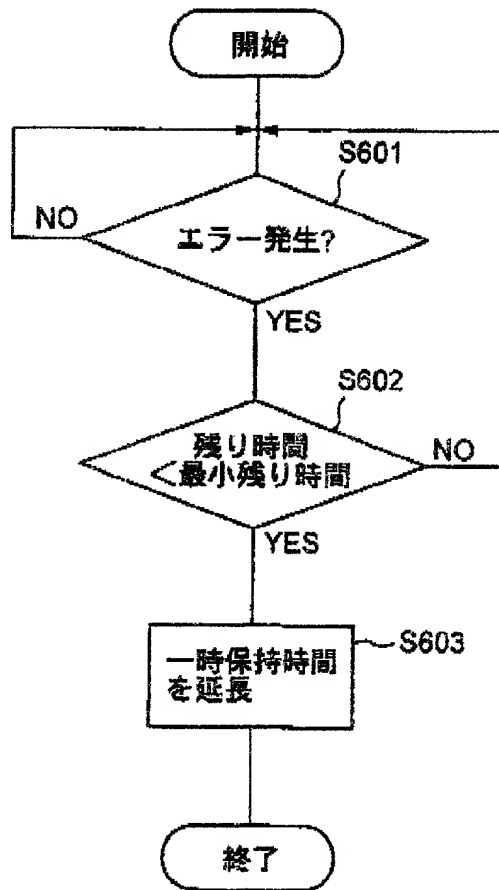 開始
S601
エラー発生?
NO
YES
S602
残り時間
<最小残り時間
NO
YES
S603
一時保持時間
を延長
終了